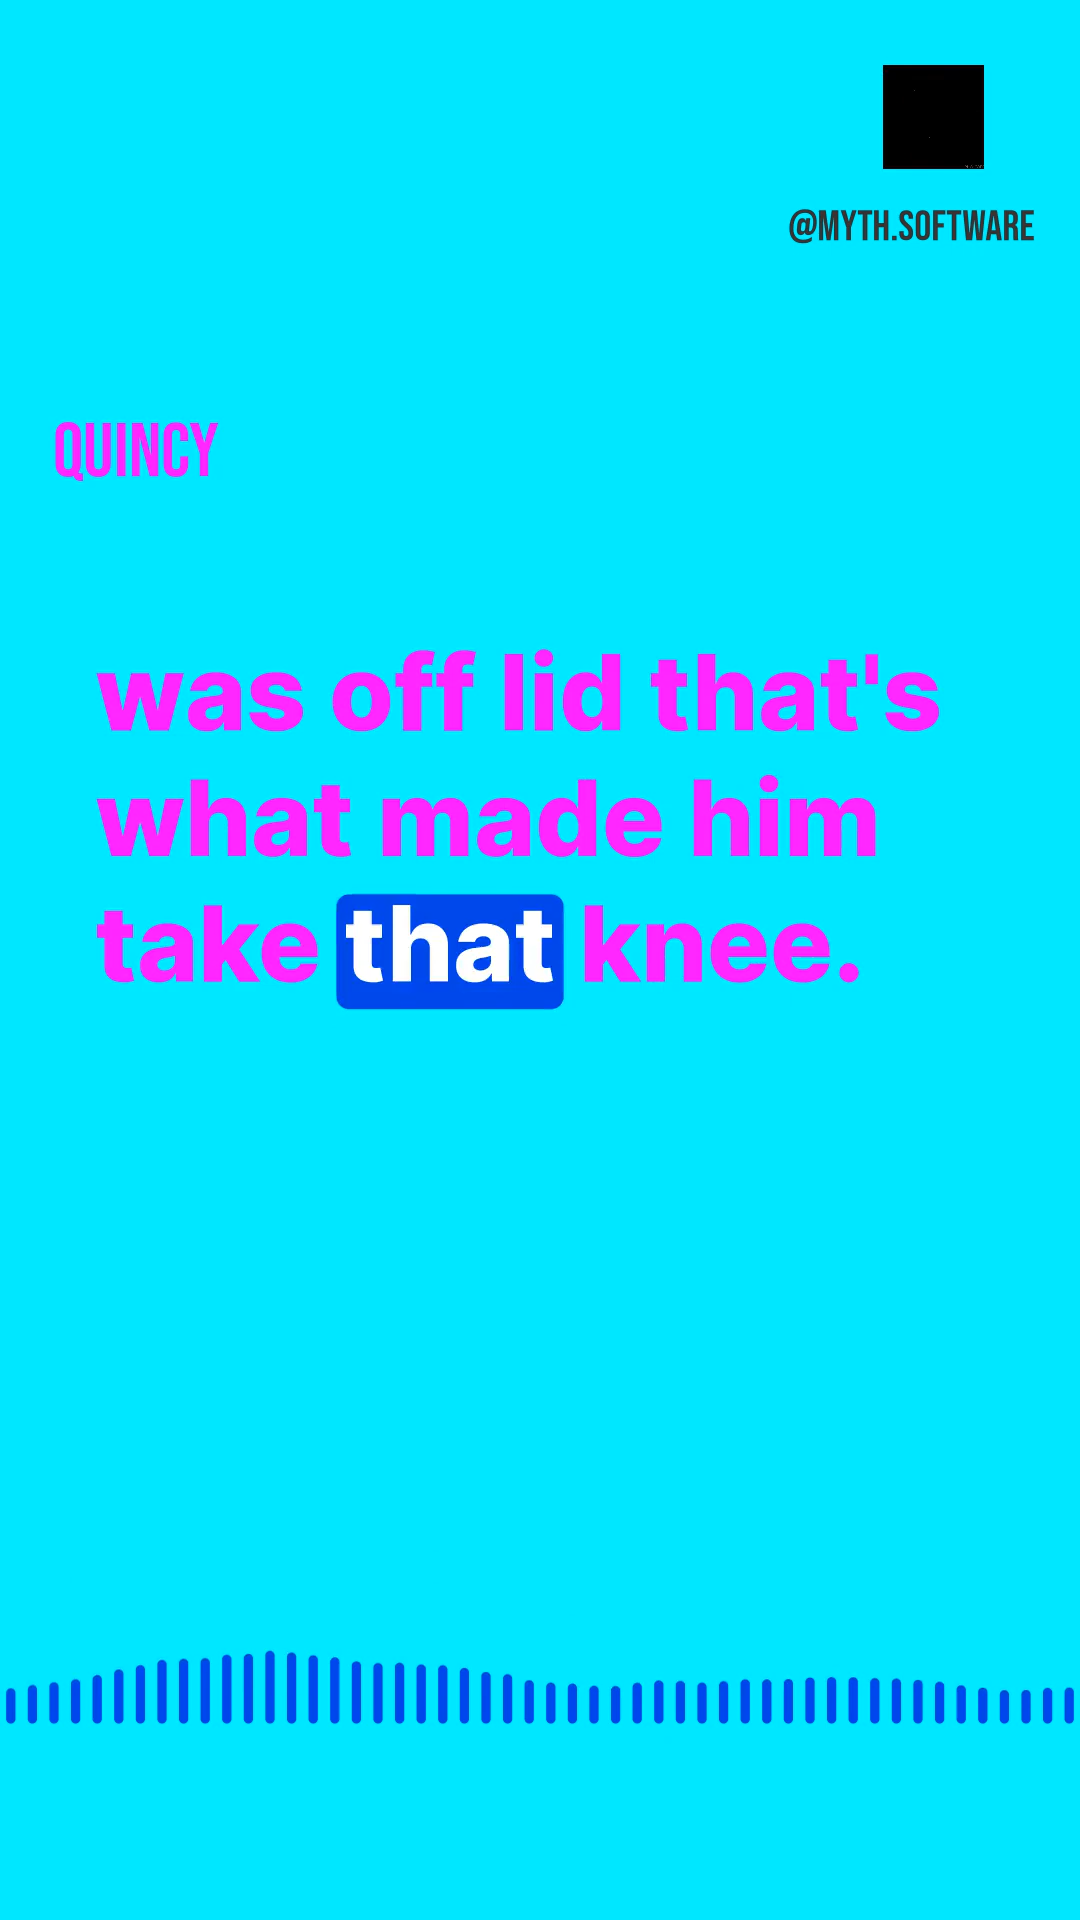 @MYTH.SOFTWARE
QUINCY
was off lid that's
what made him
take that knee.